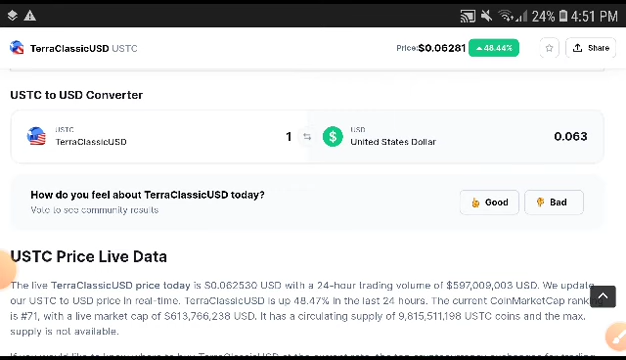 24% 4:51 PM
TerraClassicUSD USTC Price:$0.06281 48.44% Share
USTC to USD Converter
USTC
TerraClassicUSD 1
USD
United States Dollar 0.063
How do you feel about TerraClassicUSD today?
Vote to see community results
Good Bad
USTC Price Live Data
The live TerraClassicUSD price today is $0.062530 USD with a 24-hour trading volume of $597,009,003 USD. We update
our USTC to USD price in real-time. TerraClassicUSD is up 48.47% in the last 24 hours. The current CoinMarketCap ranking
is #71, with a live market cap of $613,766,238 USD. It has a circulating supply of 9,815,511,198 USTC coins and the max.
supply is not available.